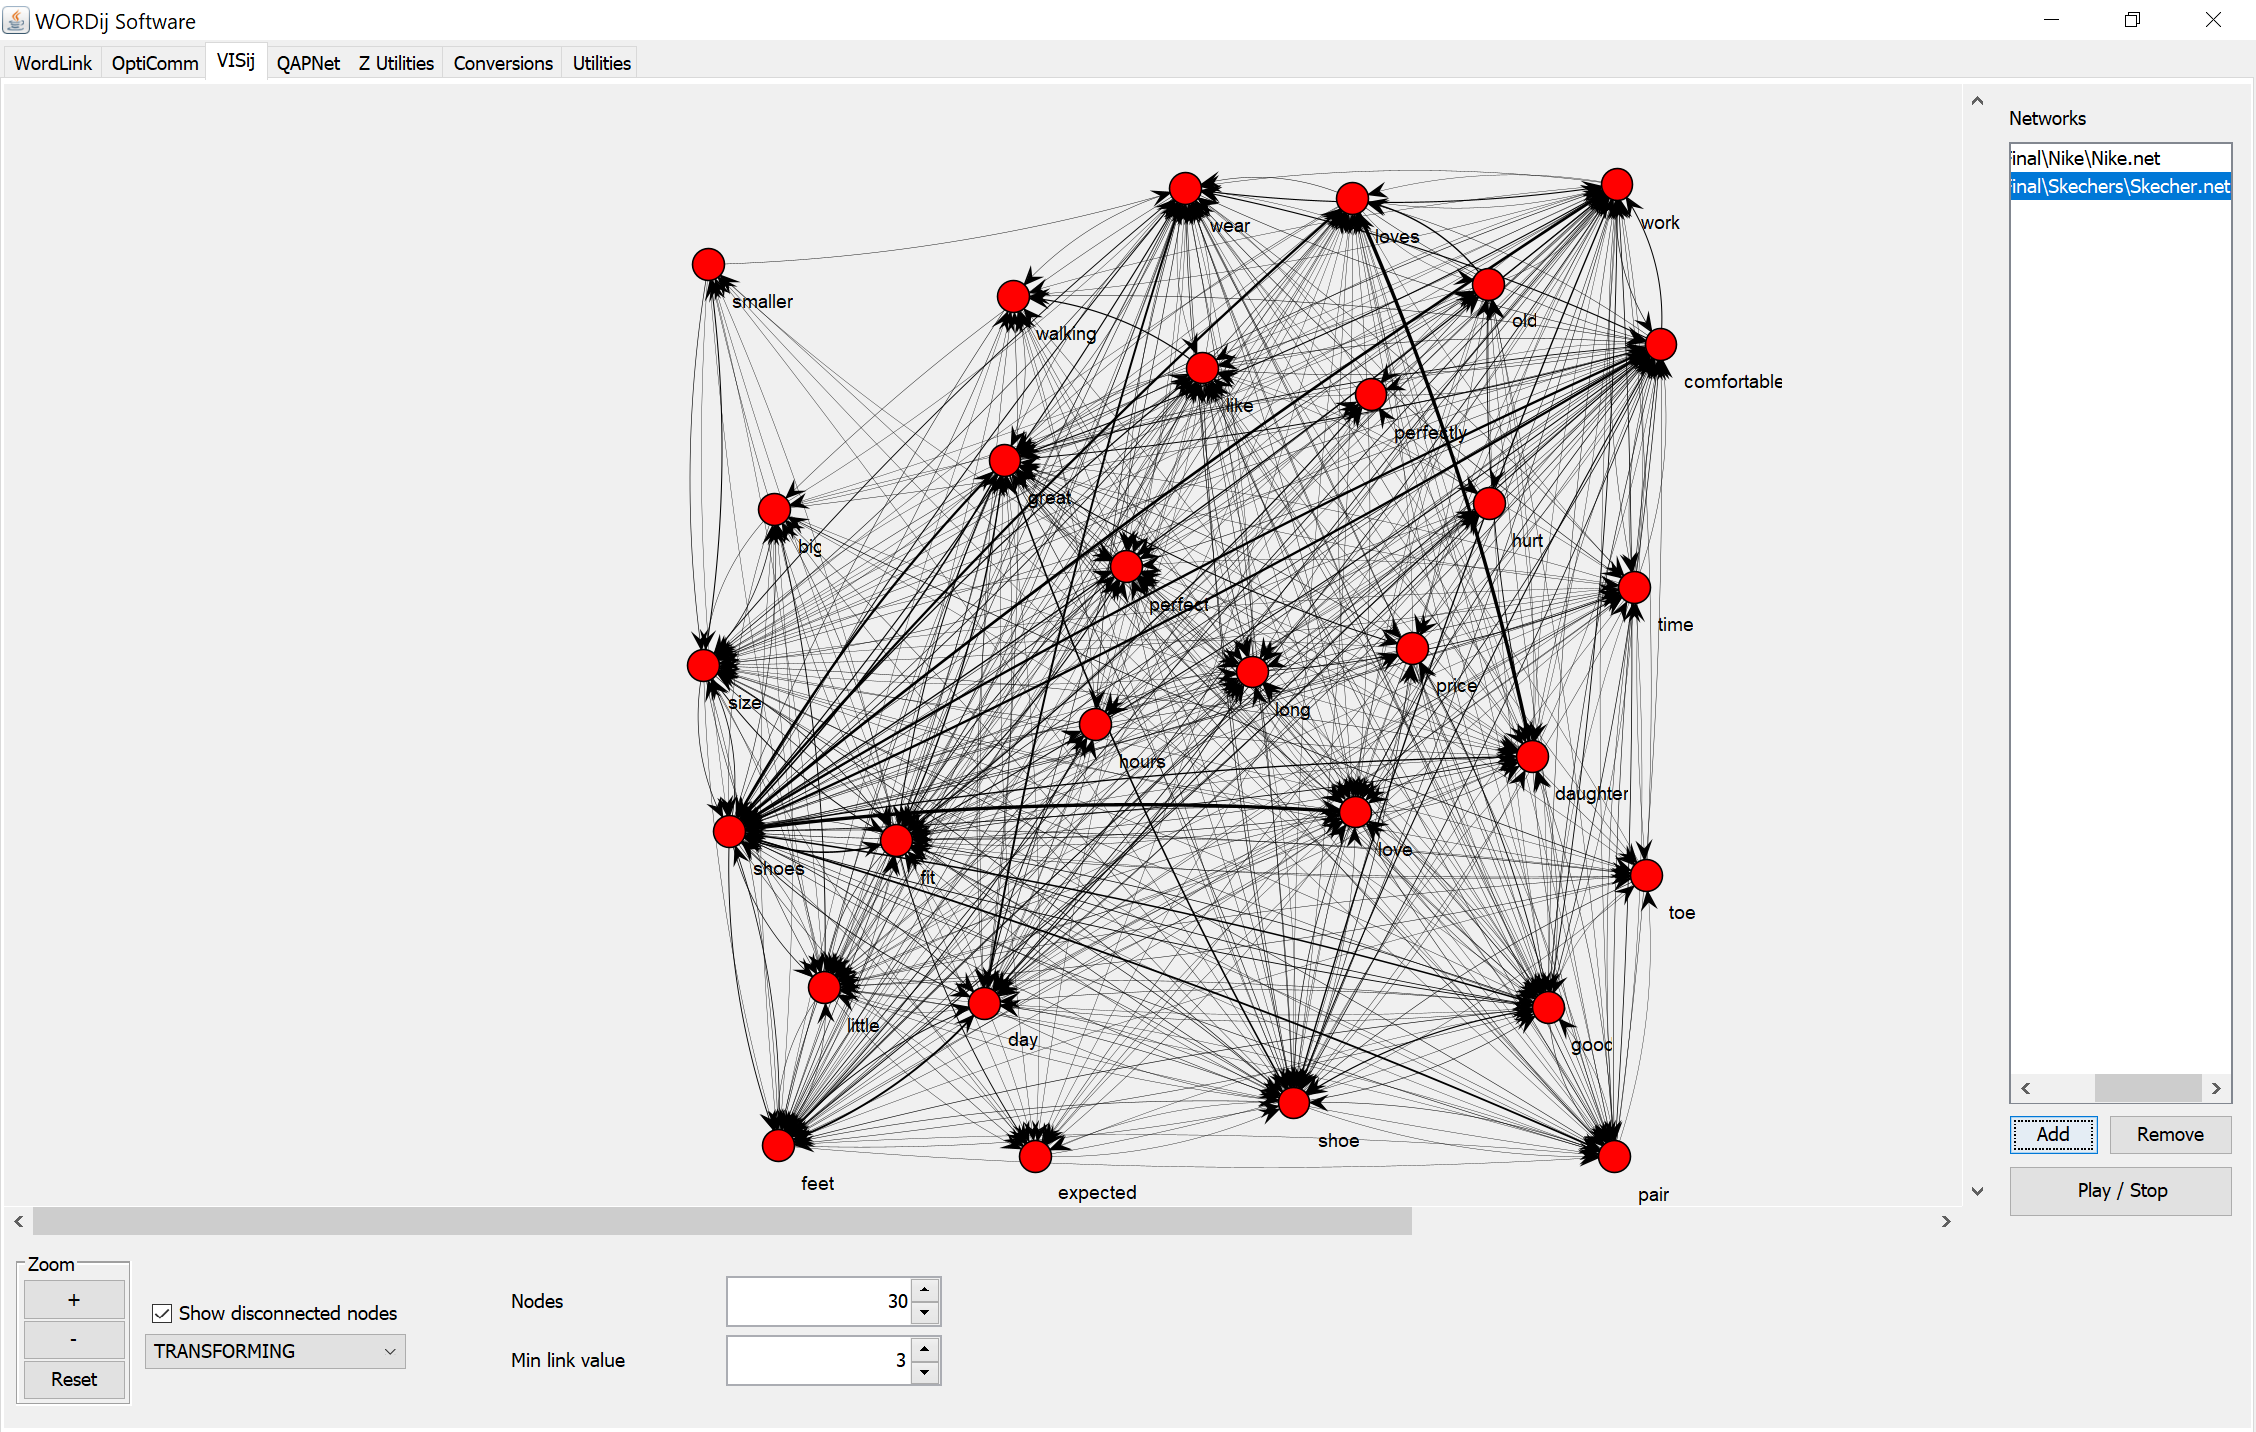 WORDij Software
WordLink OptiComm VISij QAPNet Z Utilities Conversions Utilities
Networks
inal\Nike\Nike.net
inal\Skechers\Skecher.net
wear
loves
work
smaller
walking
old
comfortable
like
perfectly
great
big
hurt
perfect
time
size
long
price
hours
daughter
shoes
fit
love
toe
little
day
good
shoe
feet
expected
pair
Add Remove
Play / Stop
Zoom
+
-
Reset
Show disconnected nodes
TRANSFORMING
Nodes 30
Min link value 3